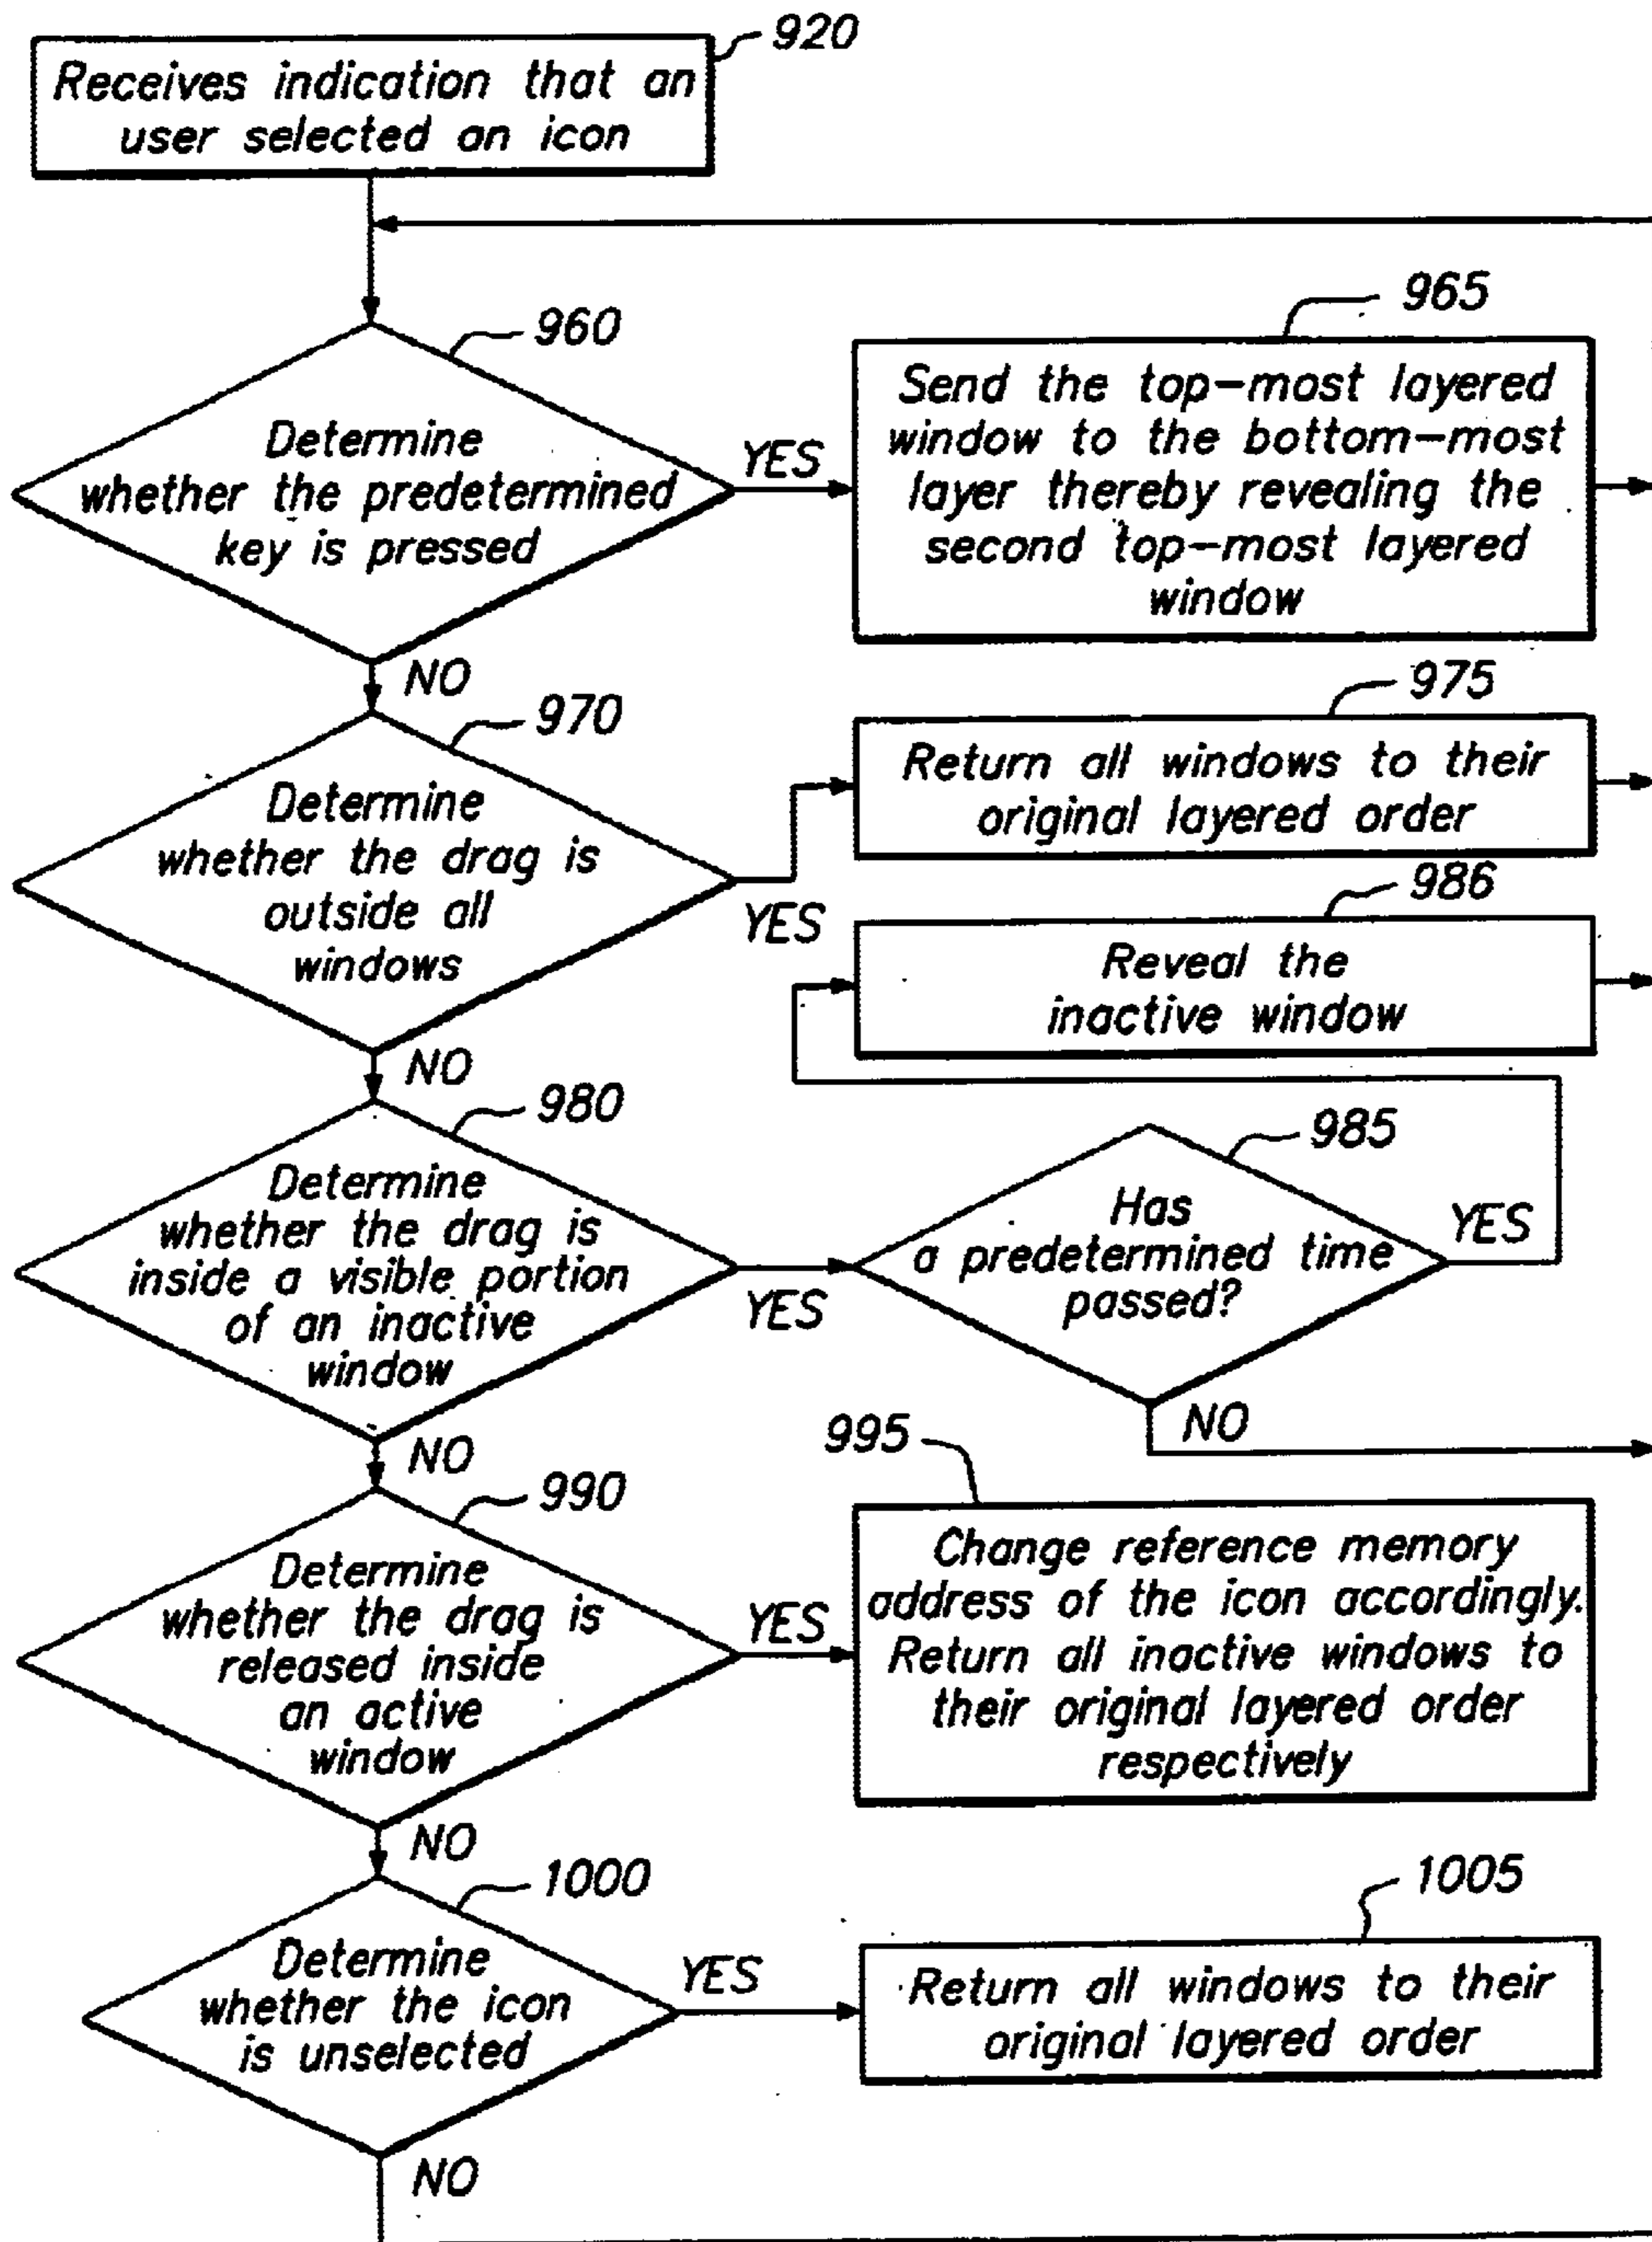 920
Receives indication that an
user selected an icon
960
Determine
whether the predetermined
key is pressed
YES
965
Send the top-most layered
window to the bottom-most
layer thereby revealing the
second top-most layered
window
NO
970
Determine
whether the drag is
outside all
windows
YES
975
Return all windows to their
original layered order
986
Reveal the
inactive window
NO
980
Determine
whether the drag is
inside a visible portion
of an inactive
window
YES
985
Has
a predetermined time
passed?
YES
NO
NO
990
Determine
whether the drag is
released inside
an active
window
YES
995
Change reference memory
address of the icon accordingly.
Return all inactive windows to
their original layered order
respectively
NO
1000
Determine
whether the icon
is unselected
YES
1005
Return all windows to their
original layered order
NO